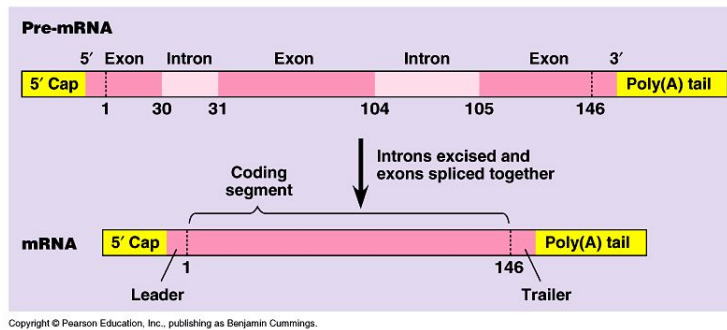 Pre-mRNA
5′ Exon Intron Exon Intron Exon 3′
5′ Cap Poly(A) tail
1 30 31 104 105 146
Introns excised and
exons spliced together
Coding
segment
mRNA 5′ Cap Poly(A) tail
1 146
Leader Trailer
Copyright © Pearson Education, Inc., publishing as Benjamin Cummings.